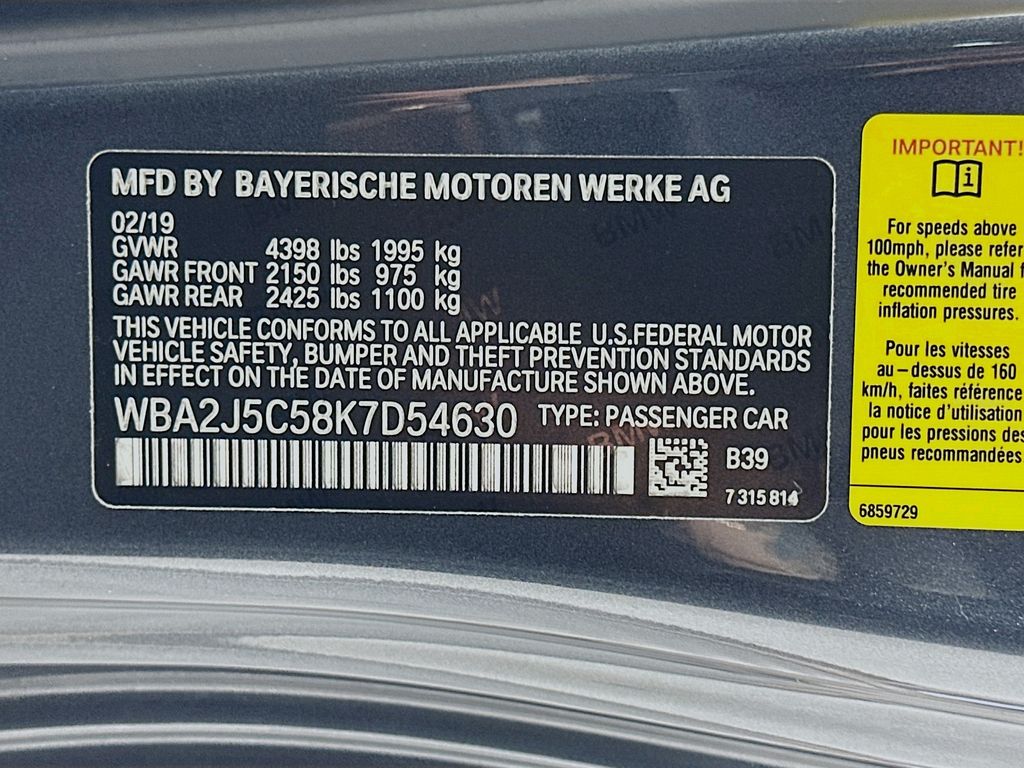 MFD BY BAYERISCHE MOTOREN WERKE AG
02/19
GVWR 4398 lbs 1995 kg
GAWR FRONT 2150 lbs 975 kg
GAWR REAR 2425 lbs 1100 kg
THIS VEHICLE CONFORMS TO ALL APPLICABLE U.S.FEDERAL MOTOR
VEHICLE SAFETY, BUMPER AND THEFT PREVENTION STANDARDS
IN EFFECT ON THE DATE OF MANUFACTURE SHOWN ABOVE.
WBA2J5C58K7D54630 TYPE: PASSENGER CAR
B39
7 315 814
IMPORTANT!
For speeds above
100mph, please refer
the Owner's Manual f
recommended tire
inflation pressures.
Pour les vitesses
au-dessus de 160
km/h, faites référence
la notice d'utilisation
pour les pressions des
pneus recommandées
6859729